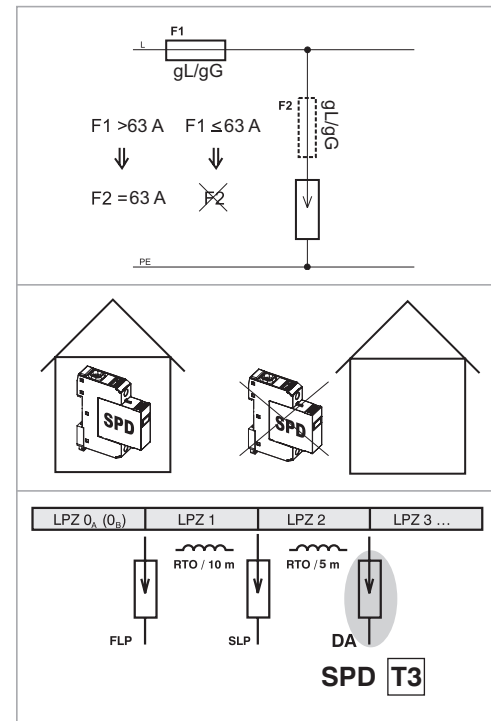 F1
L
gL/gG
F2
gL/gG
F1 >63 A F1 ≤63 A
⇓ ⇓
F2 =63 A F2
PE
SPD
SPD
LPZ 0A (0B) LPZ 1 LPZ 2 LPZ 3 ...
RTO / 10 m RTO / 5 m
FLP SLP DA
SPD T3